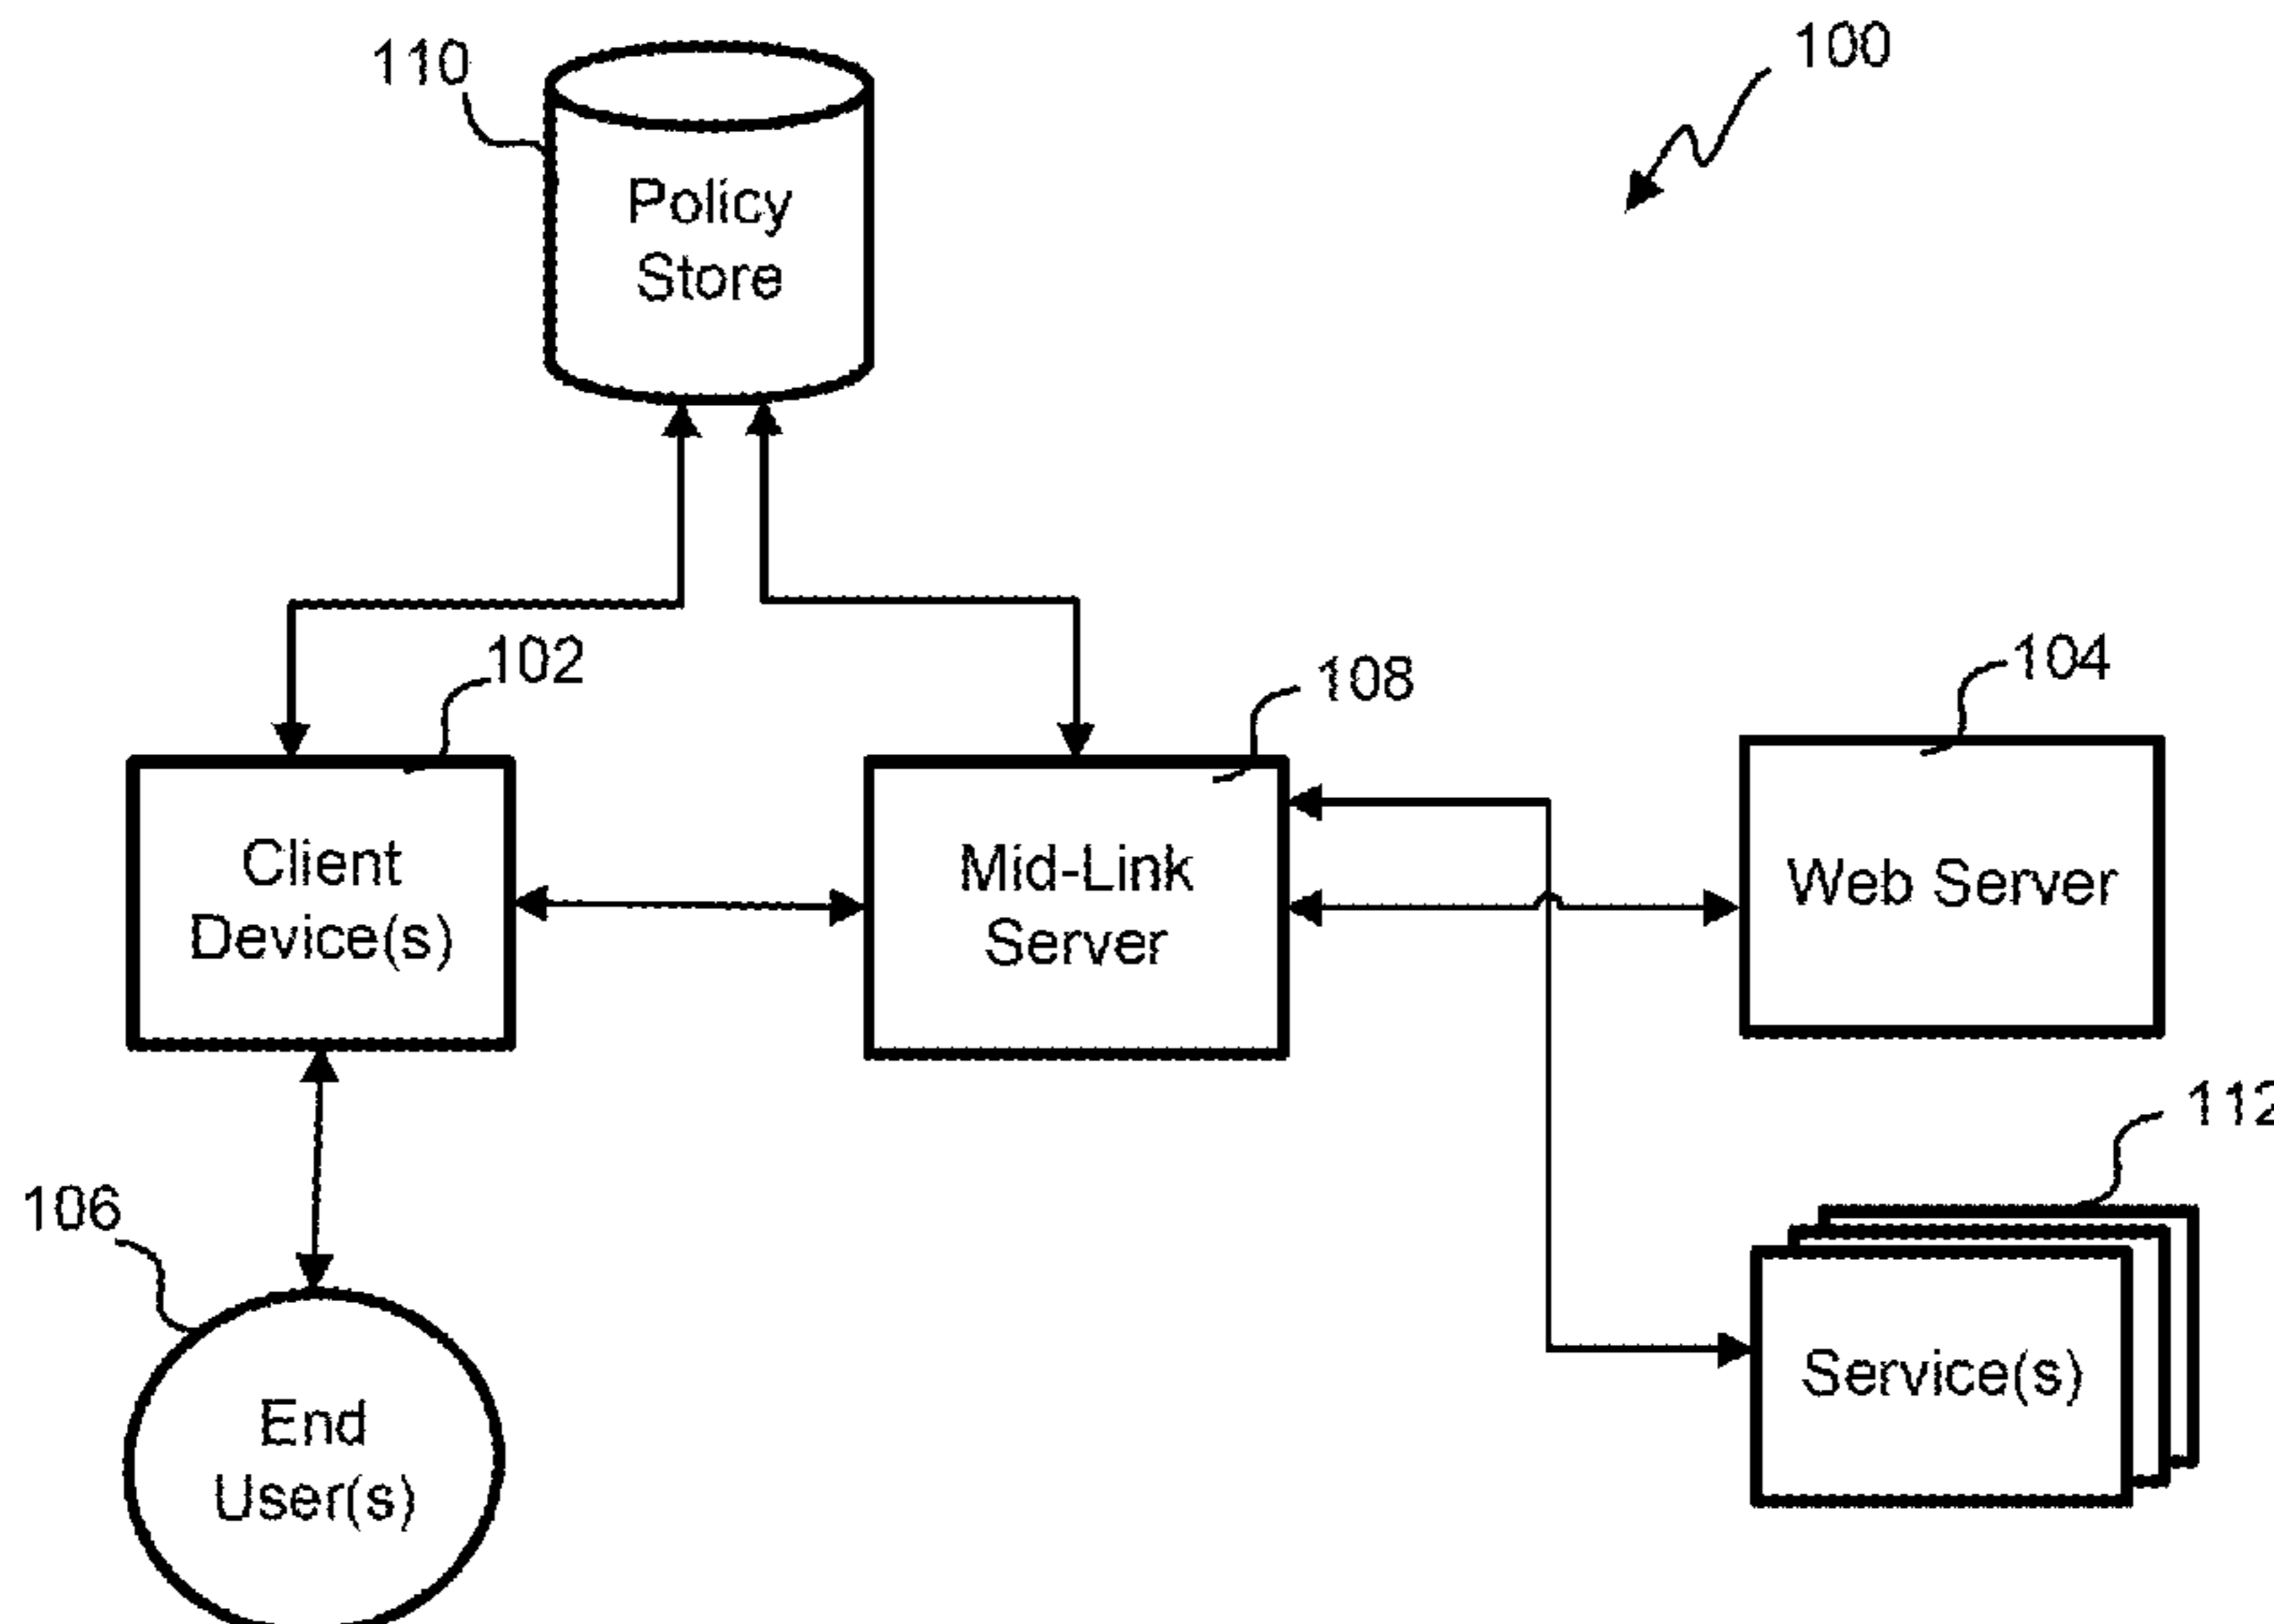 110
100
Policy
Store
102
108
104
Client
Device(s)
Mid-Link
Server
Web Server
112
106
Service(s)
End
User(s)